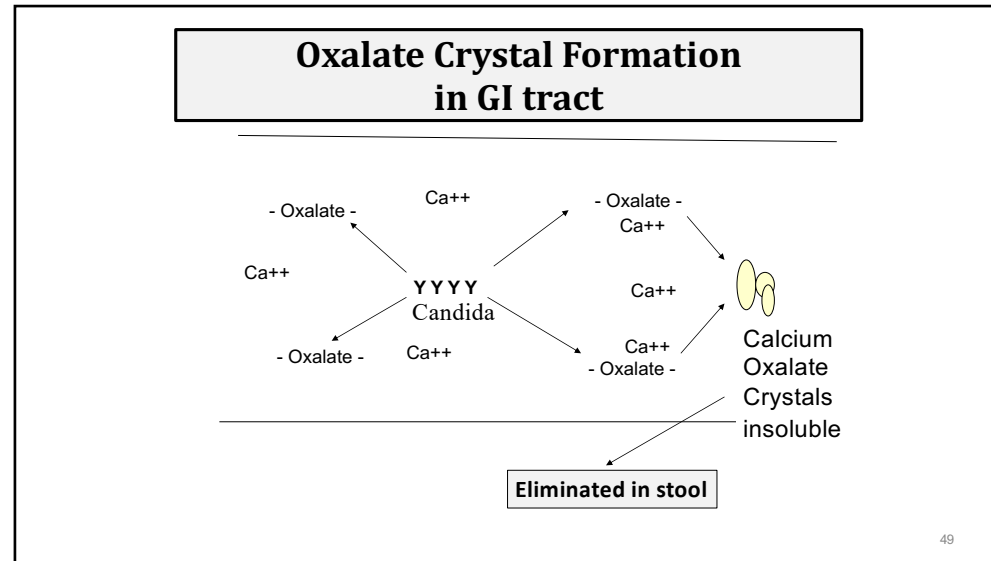 Oxalate Crystal Formation
in GI tract
Ca++
- Oxalate -
- Oxalate -
Ca++
Ca++
Y Y Y Y
Candida
Ca++
- Oxalate -
Ca++
Ca++
- Oxalate -
Calcium
Oxalate
Crystals
insoluble
Eliminated in stool
49